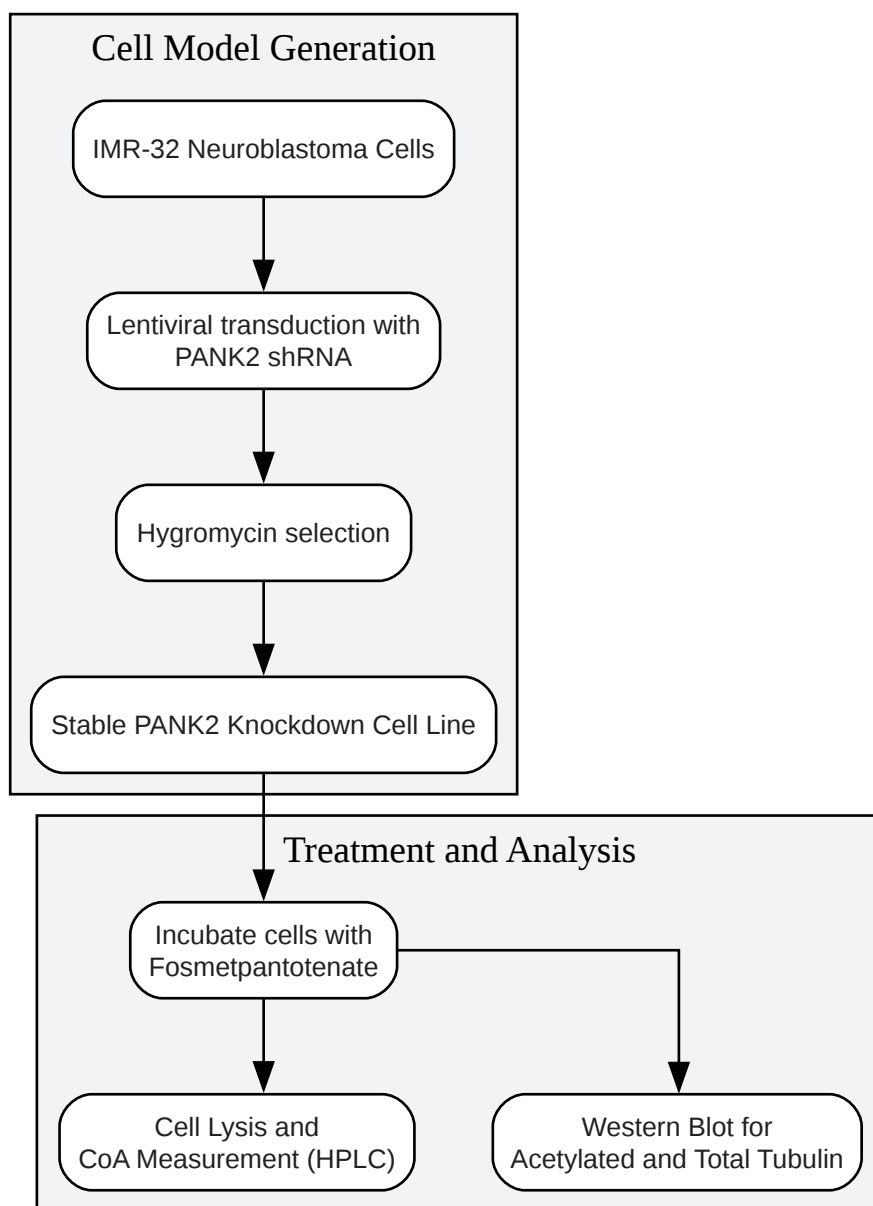 Cell Model Generation
IMR-32 Neuroblastoma Cells
Lentiviral transduction with
PANK2 shRNA
Hygromycin selection
Stable PANK2 Knockdown Cell Line
Treatment and Analysis
Incubate cells with
Fosmetpantotenate
Cell Lysis and
CoA Measurement (HPLC)
Western Blot for
Acetylated and Total Tubulin